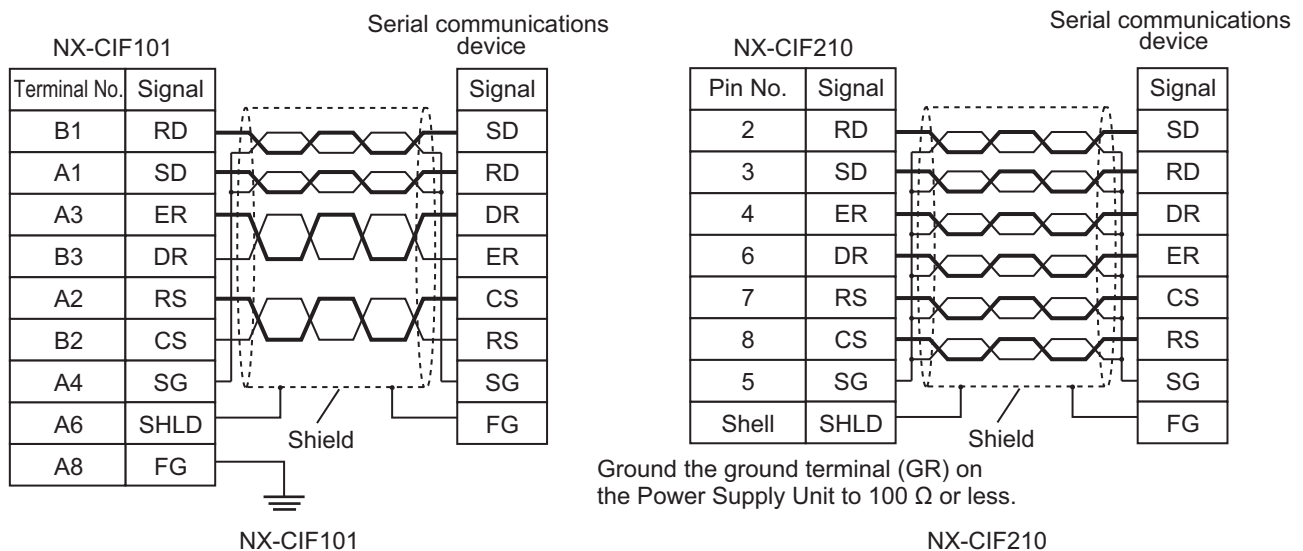 NX-CIF101
Serial communications
device
Terminal No. Signal Signal
B1 RD SD
A1 SD RD
A3 ER DR
B3 DR ER
A2 RS CS
B2 CS RS
A4 SG SG
A6 SHLD FG
A8 FG
Shield
NX-CIF101
NX-CIF210
Serial communications
device
Pin No. Signal Signal
2 RD SD
3 SD RD
4 ER DR
6 DR ER
7 RS CS
8 CS RS
5 SG SG
Shell SHLD FG
Shield
Ground the ground terminal (GR) on
the Power Supply Unit to 100 Ω or less.
NX-CIF210